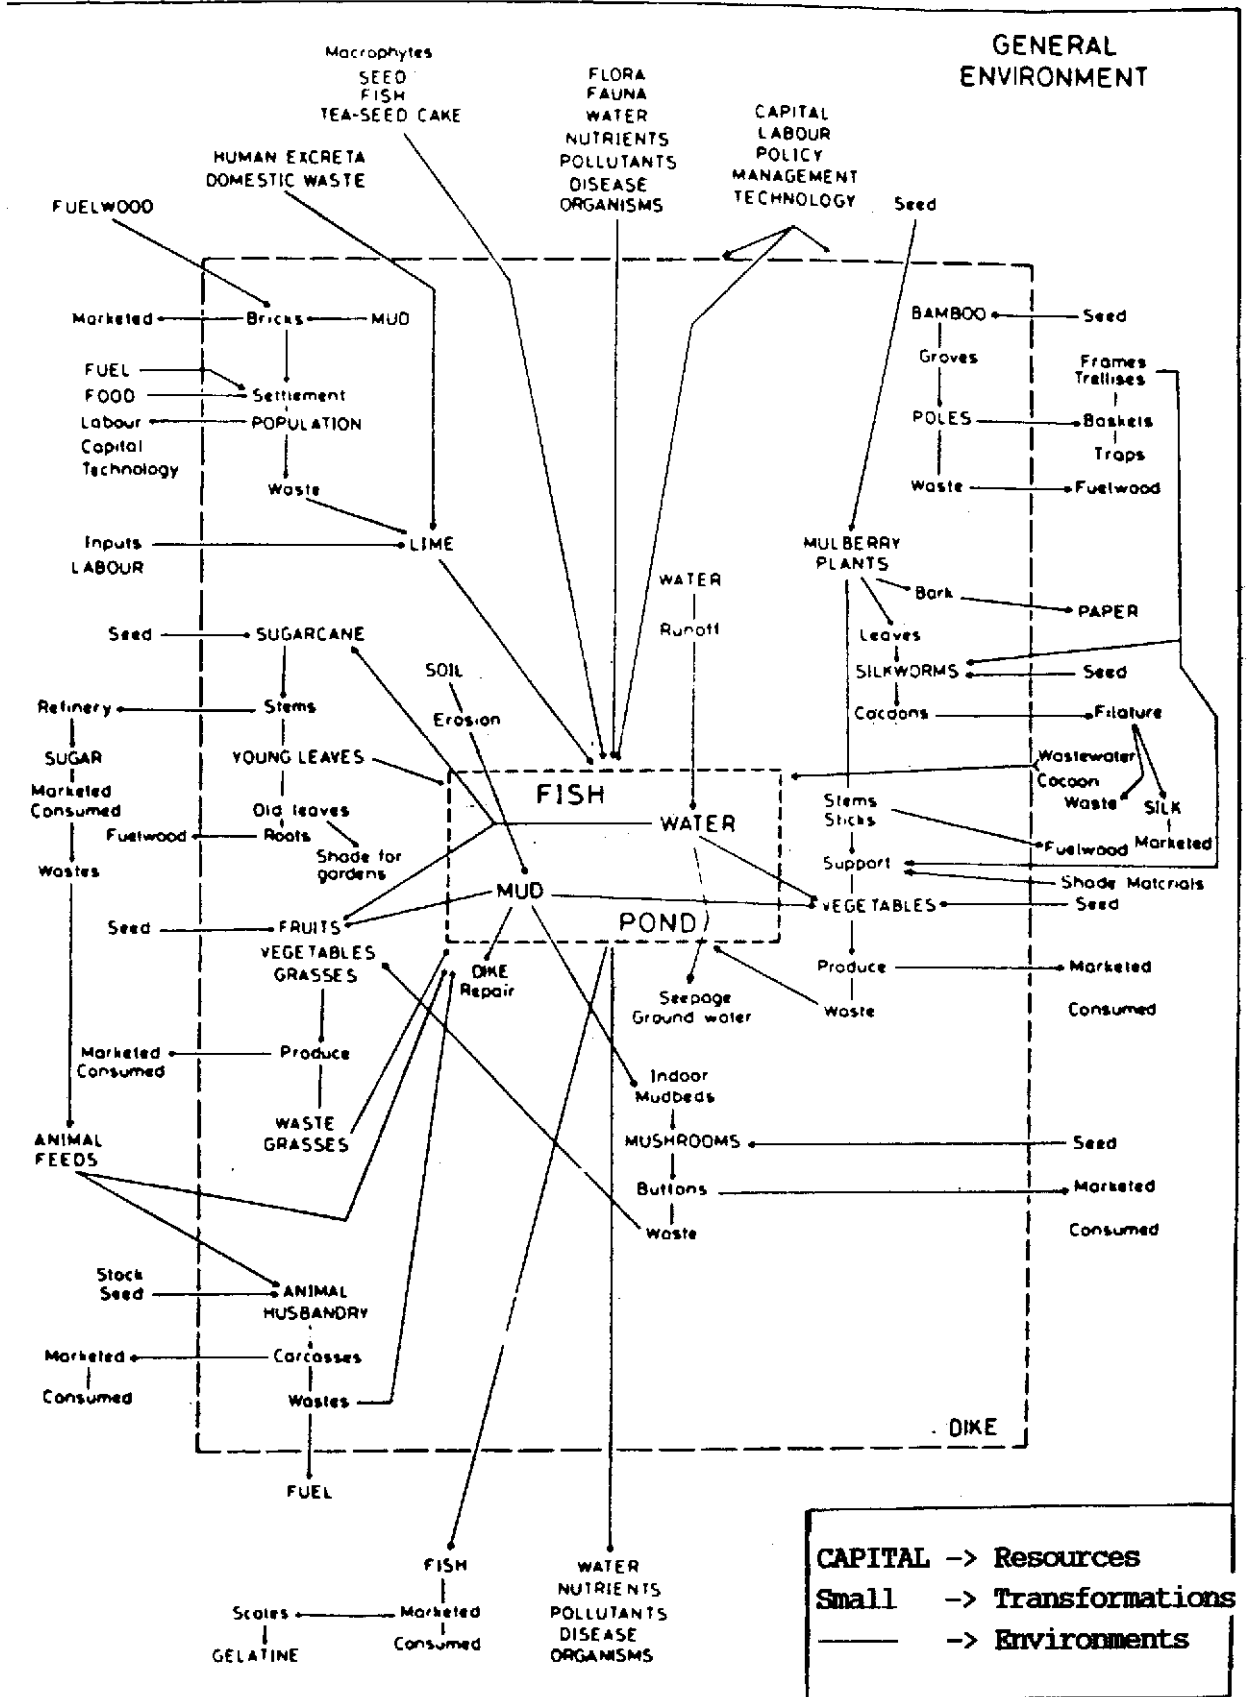 GENERAL
ENVIRONMENT
Macrophytes
SEED
FISH
TEA-SEED CAKE
FLORA
FAUNA
WATER
NUTRIENTS
POLLUTANTS
DISEASE
ORGANISMS
CAPITAL
LABOUR
POLICY
MANAGEMENT
TECHNOLOGY
HUMAN EXCRETA
DOMESTIC WASTE
FUELWOOD
Seed
Marketed
Bricks
MUD
BAMBOO
Seed
Groves
Frames
Trellises
FUEL
FOOD
Settlement
Labour
POPULATION
Capital
Technology
POLES
Baskets
Traps
Waste
Waste
Fuelwood
Inputs
LABOUR
LIME
MULBERRY
PLANTS
WATER
Bark
PAPER
Runoff
Leaves
Seed
SUGARCANE
SILKWORMS
Seed
SOIL
Erosion
Refinery
Stems
Cocoons
Filature
SUGAR
YOUNG LEAVES
Wastewater
Cocoon
Waste
SILK
Marketed
Marketed
Consumed
Old leaves
FISH
Stems
Sticks
Fuelwood
Roots
WATER
Fuelwood
Shade for
gardens
Support
Wastes
MUD
Shade Materials
VEGETABLES
Seed
Seed
FRUITS
POND
VEGETABLES
GRASSES
DIKE
Repair
Produce
Marketed
Seepage
Ground water
Waste
Consumed
Marketed
Consumed
Produce
Indoor
Mudbeds
WASTE
GRASSES
ANIMAL
FEEDS
MUSHROOMS
Seed
Buttons
Marketed
Waste
Consumed
Stock
Seed
ANIMAL
HUSBANDRY
Marketed
Carcasses
Consumed
Wastes
DIKE
FUEL
FISH
WATER
NUTRIENTS
POLLUTANTS
DISEASE
ORGANISMS
Scales
Marketed
Consumed
GELATINE
CAPITAL -> Resources
Small -> Transformations
-> Environments